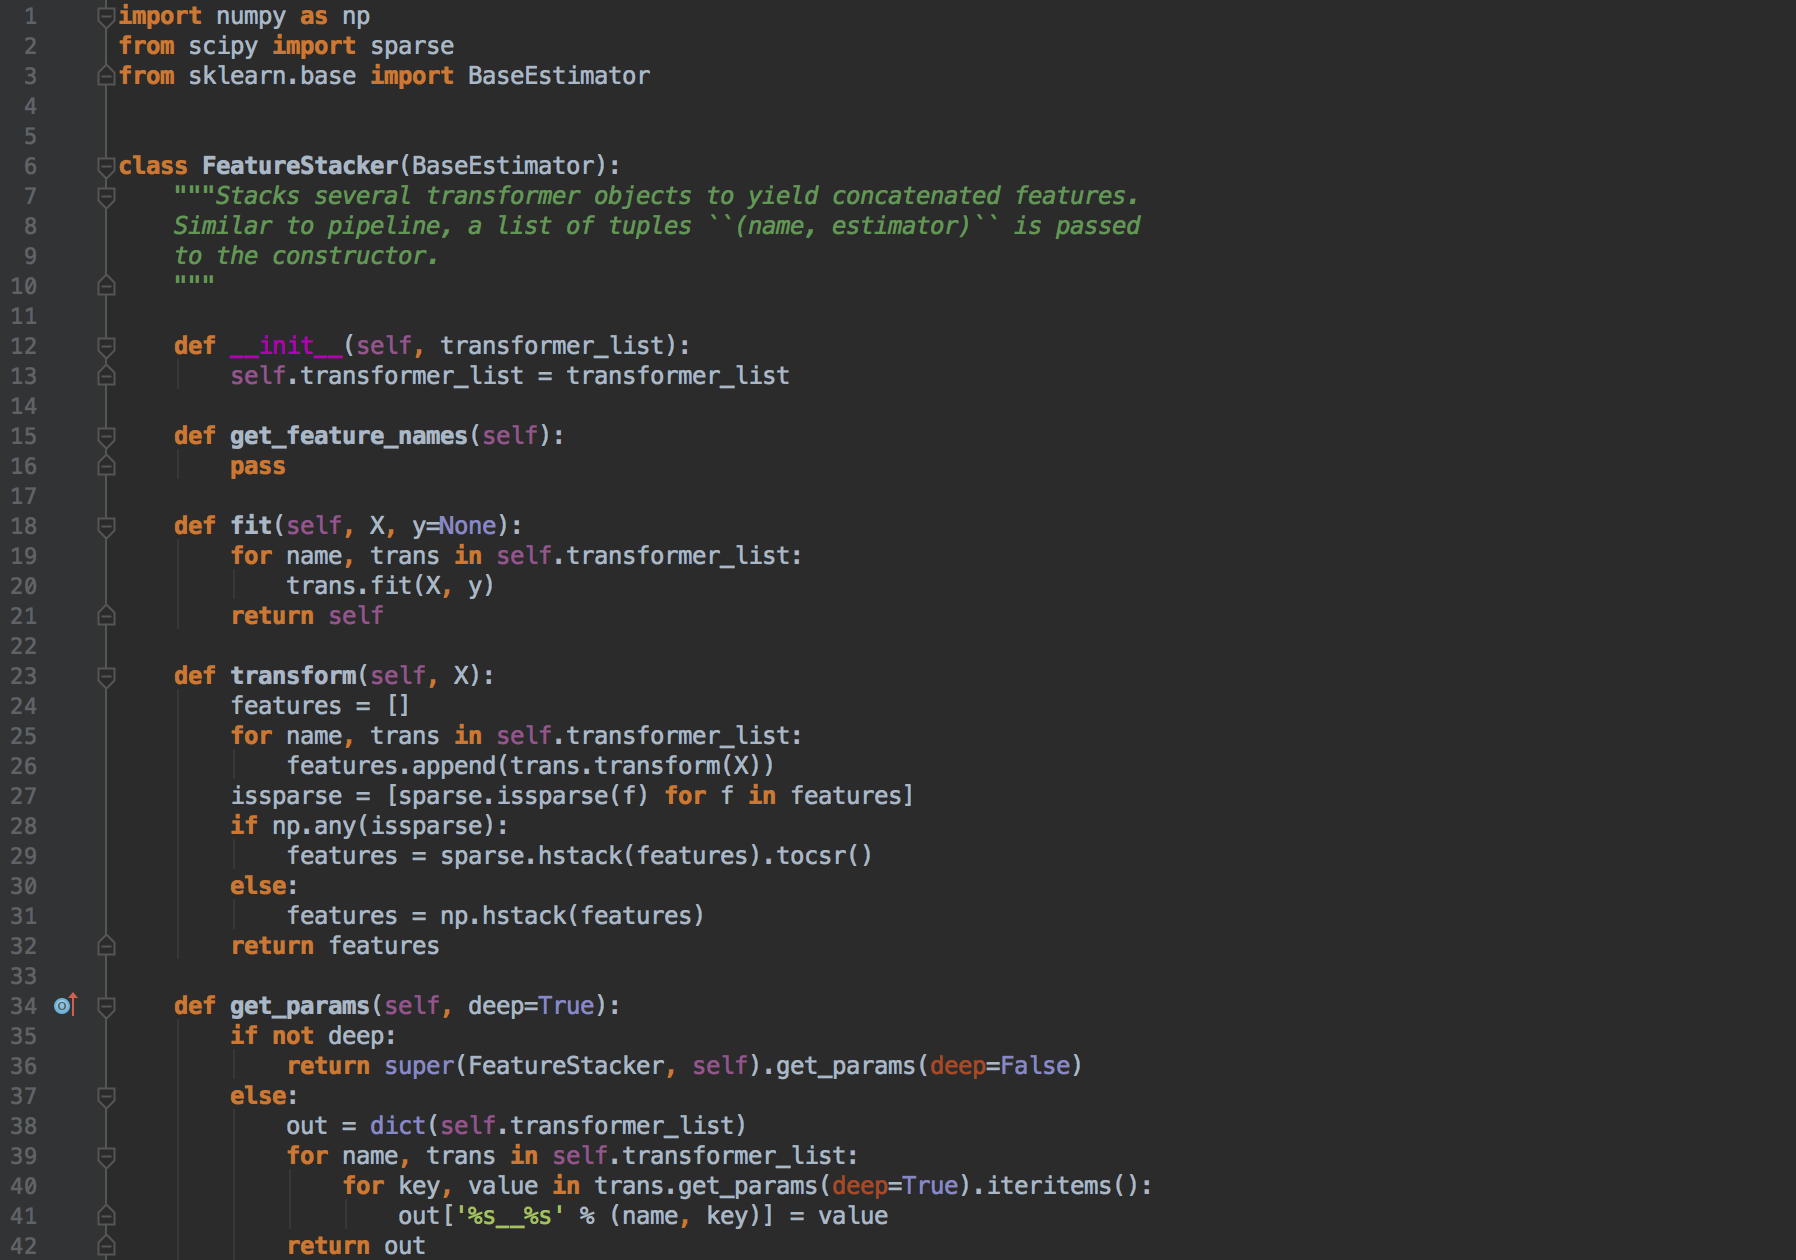 1 import numpy as np
2 from scipy import sparse
3 from sklearn.base import BaseEstimator
4
5
6 class FeatureStacker(BaseEstimator):
7     """Stacks several transformer objects to yield concatenated features.
8     Similar to pipeline, a list of tuples ``(name, estimator)`` is passed
9     to the constructor.
10     """
11
12     def __init__(self, transformer_list):
13         self.transformer_list = transformer_list
14
15     def get_feature_names(self):
16         pass
17
18     def fit(self, X, y=None):
19         for name, trans in self.transformer_list:
20             trans.fit(X, y)
21         return self
22
23     def transform(self, X):
24         features = []
25         for name, trans in self.transformer_list:
26             features.append(trans.transform(X))
27         issparse = [sparse.issparse(f) for f in features]
28         if np.any(issparse):
29             features = sparse.hstack(features).tocsr()
30         else:
31             features = np.hstack(features)
32         return features
33
34     def get_params(self, deep=True):
35         if not deep:
36             return super(FeatureStacker, self).get_params(deep=False)
37         else:
38             out = dict(self.transformer_list)
39             for name, trans in self.transformer_list:
40                 for key, value in trans.get_params(deep=True).iteritems():
41                     out['%s__%s' % (name, key)] = value
42             return out